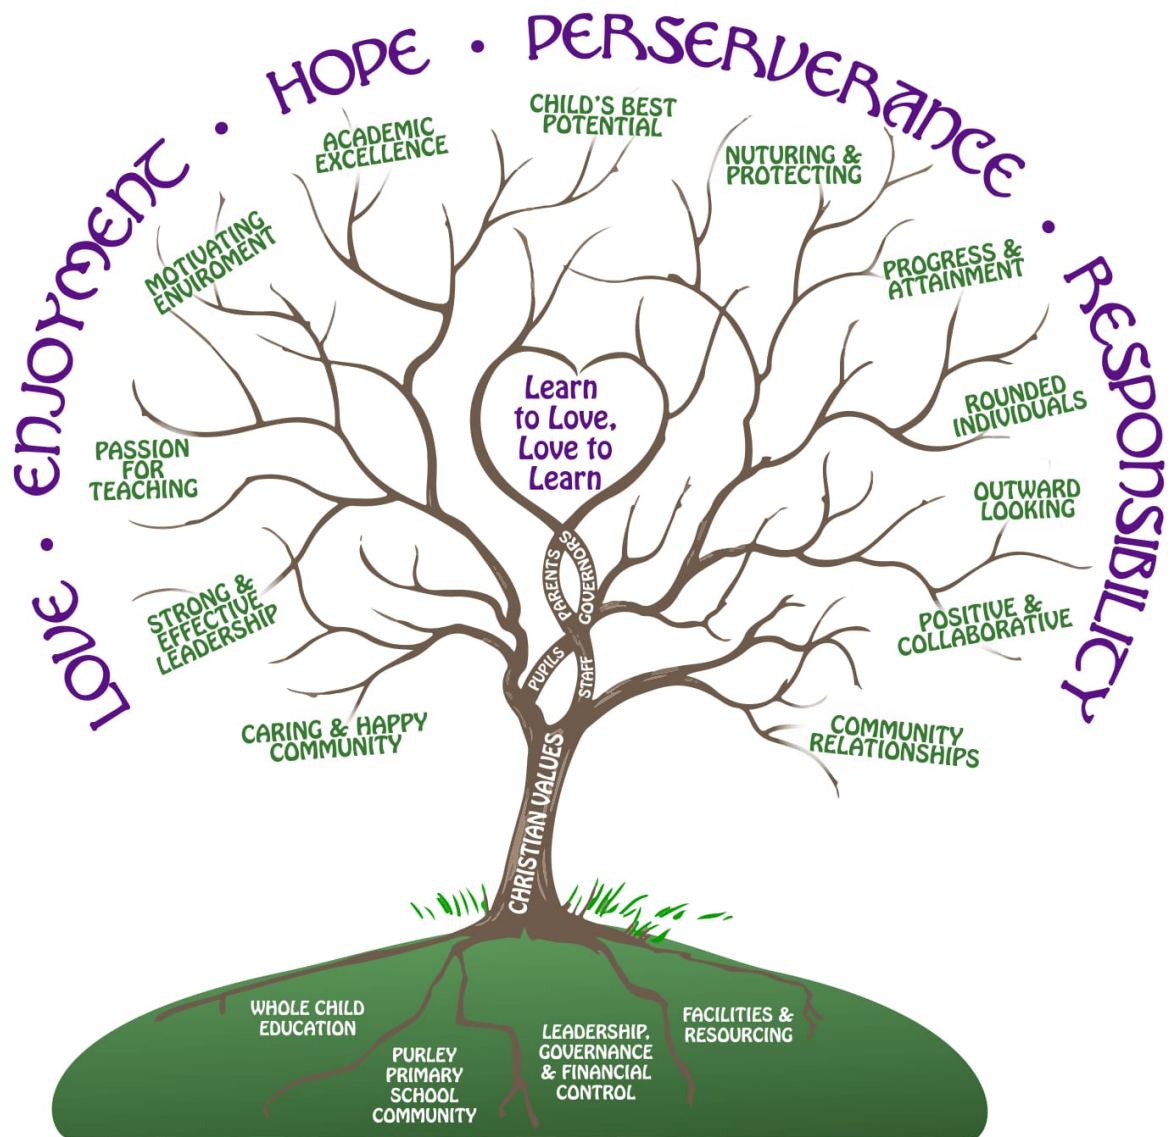 LOVE · ENJOYMENT · HOPE · PERSERVERANCE · RESPONSIBILITY
CHILD'S BEST
POTENTIAL
ACADEMIC
EXCELLENCE
NUTURING &
PROTECTING
MOTIVATING
ENVIROMENT
PROGRESS &
ATTAINMENT
Learn
to Love,
Love to
Learn
ROUNDED
INDIVIDUALS
PASSION
FOR
TEACHING
OUTWARD
LOOKING
STRONG &
EFFECTIVE
LEADERSHIP
PARENTS
GOVERNORS
POSITIVE &
COLLABORATIVE
PUPILS
STAFF
CARING & HAPPY
COMMUNITY
COMMUNITY
RELATIONSHIPS
CHRISTIAN VALUES
WHOLE CHILD
EDUCATION
PURLEY
PRIMARY
SCHOOL
COMMUNITY
LEADERSHIP,
GOVERNANCE
& FINANCIAL
CONTROL
FACILITIES &
RESOURCING